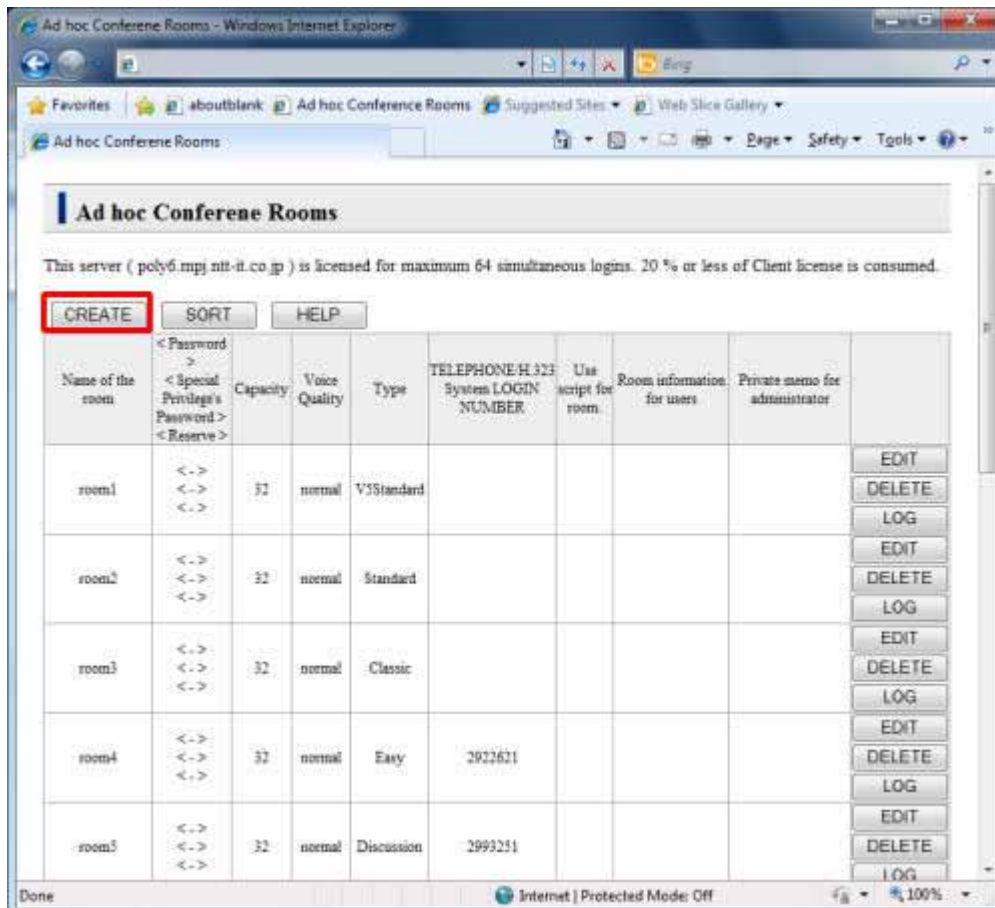 Ad hoc Conferene Rooms - Windows Internet Explorer
Bing
Favorites aboutblank Ad hoc Conference Rooms Suggested Sites Web Slice Gallery
Ad hoc Conferene Rooms Page Safety Tools
Ad hoc Conferene Rooms
This server ( poly6.mpj.ntt-it.co.jp ) is licensed for maximum 64 simultaneous logins. 20 % or less of Client license is consumed.
CREATE SORT HELP
Name of the room
< Password >
< Special Privilege's Password >
< Reserve >
Capacity
Voice Quality
Type
TELEPHONE/H.323 System LOGIN NUMBER
Use script for room.
Room information for users
Private memo for administrator
room1 <-> <-> <-> 32 normal V5Standard
EDIT
DELETE
LOG
room2 <-> <-> <-> 32 normal Standard
EDIT
DELETE
LOG
room3 <-> <-> <-> 32 normal Classic
EDIT
DELETE
LOG
room4 <-> <-> <-> 32 normal Easy 2922621
EDIT
DELETE
LOG
room5 <-> <-> <-> 32 normal Discussion 2993251
EDIT
DELETE
LOG
Done Internet | Protected Mode: Off 100%